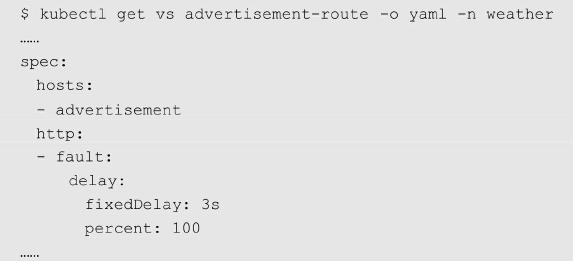 $ kubectl get vs advertisement-route -o yaml -n weather
……
spec:
  hosts:
  - advertisement
  http:
  - fault:
      delay:
        fixedDelay: 3s
        percent: 100
……